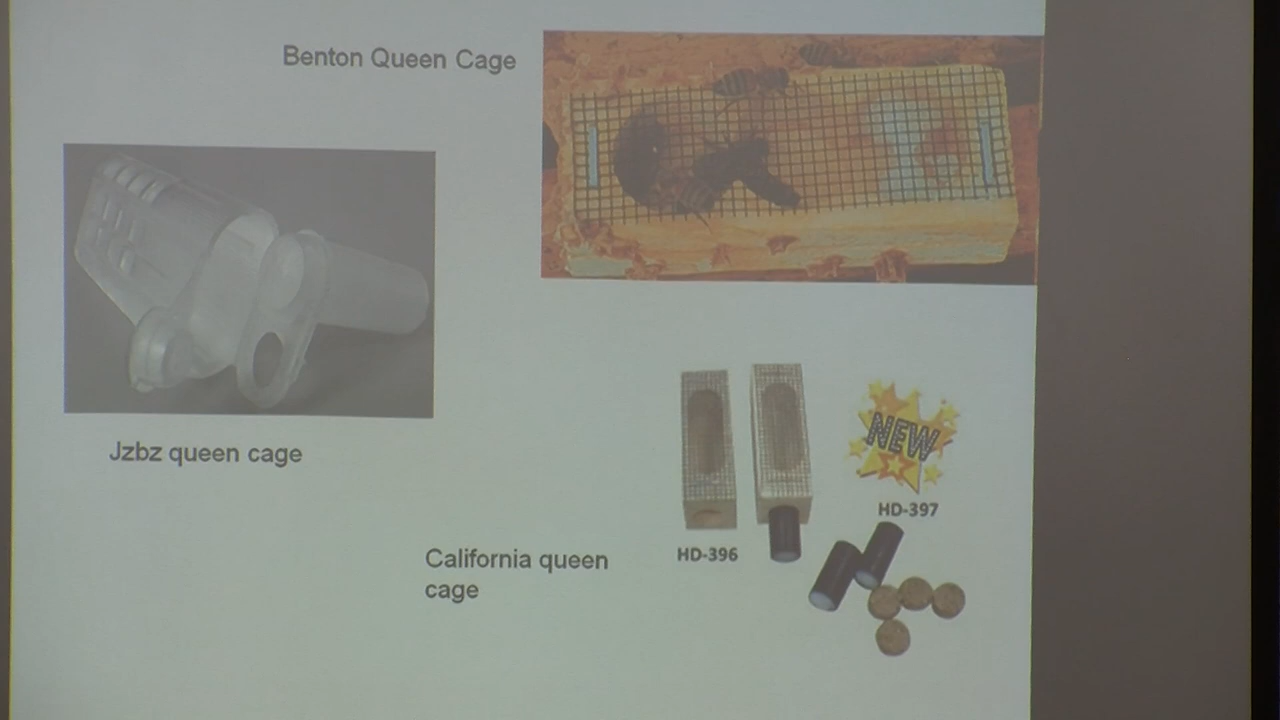 Benton Queen Cage
Jzbz queen cage
NEW
HD-397
HD-396
California queen
cage